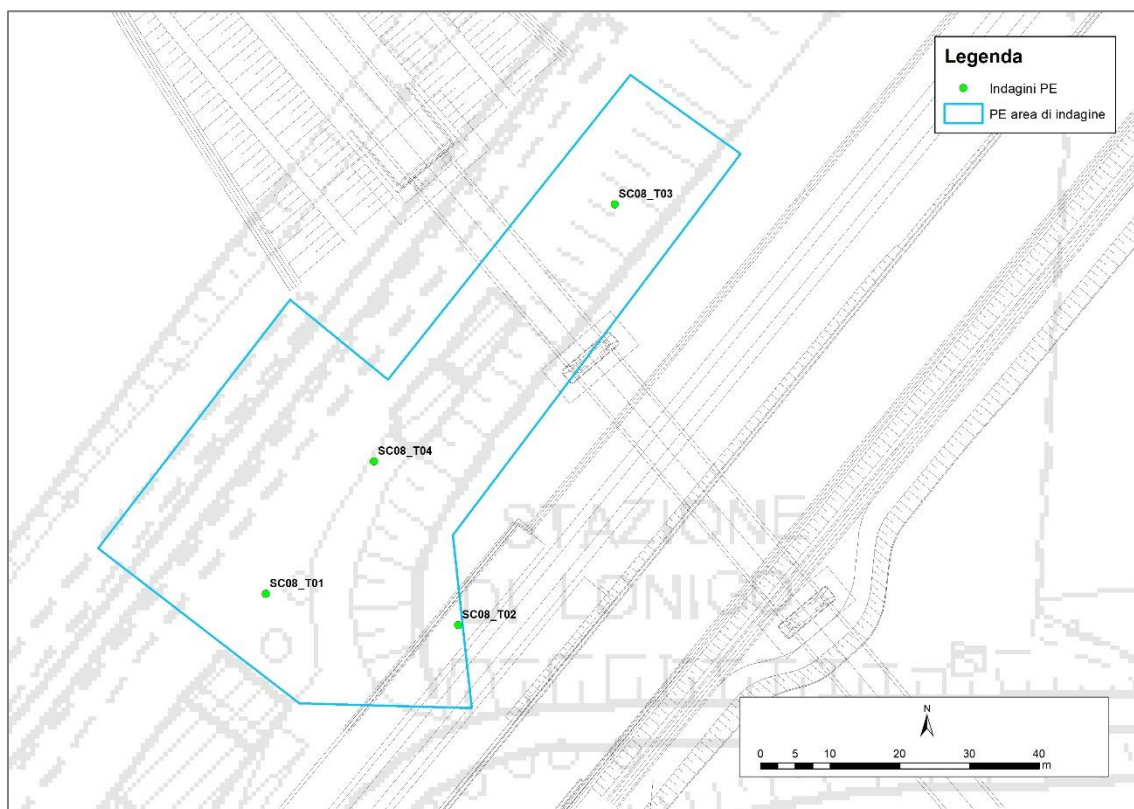 Legenda
Indagini PE
PE area di indagine
SC08_T03
SC08_T04
STAZIONE
DI LONIGO
SC08_T01
SC08_T02
N
0 5 10 20 30 40
m